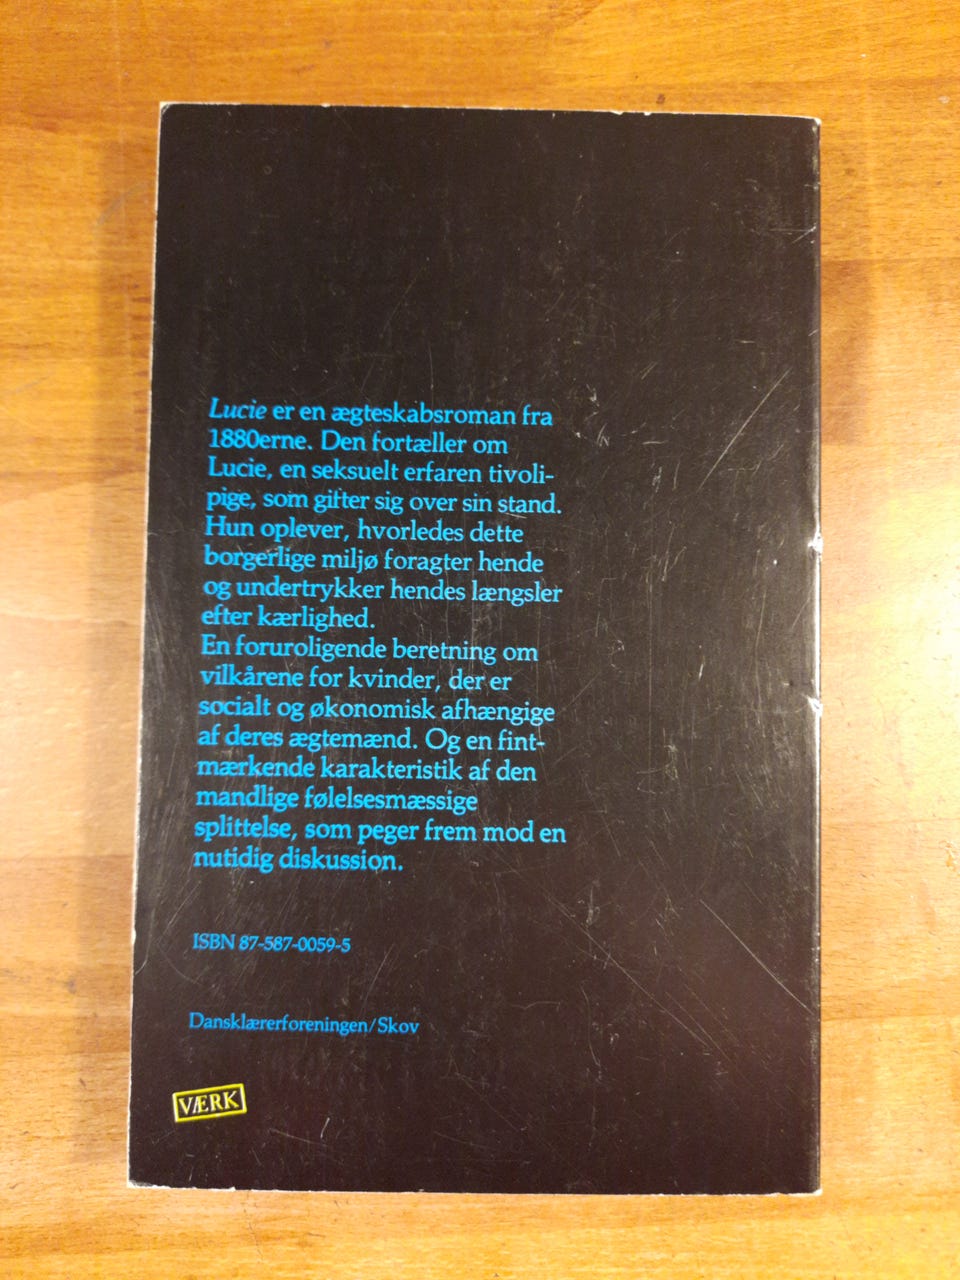 Lucie er en ægteskabsroman fra
1880erne. Den fortæller om
Lucie, en seksuelt erfaren tivoli-
pige, som gifter sig over sin stand.
Hun oplever, hvorledes dette
borgerlige miljø foragter hende
og undertrykker hendes længsler
efter kærlighed.
En foruroligende beretning om
vilkårene for kvinder, der er
socialt og økonomisk afhængige
af deres ægtemænd. Og en fint-
mærkende karakteristik af den
mandlige følelsesmæssige
splittelse, som peger frem mod en
nutidig diskussion.
ISBN 87-587-0059-5
Dansklærerforeningen/Skov
VÆRK